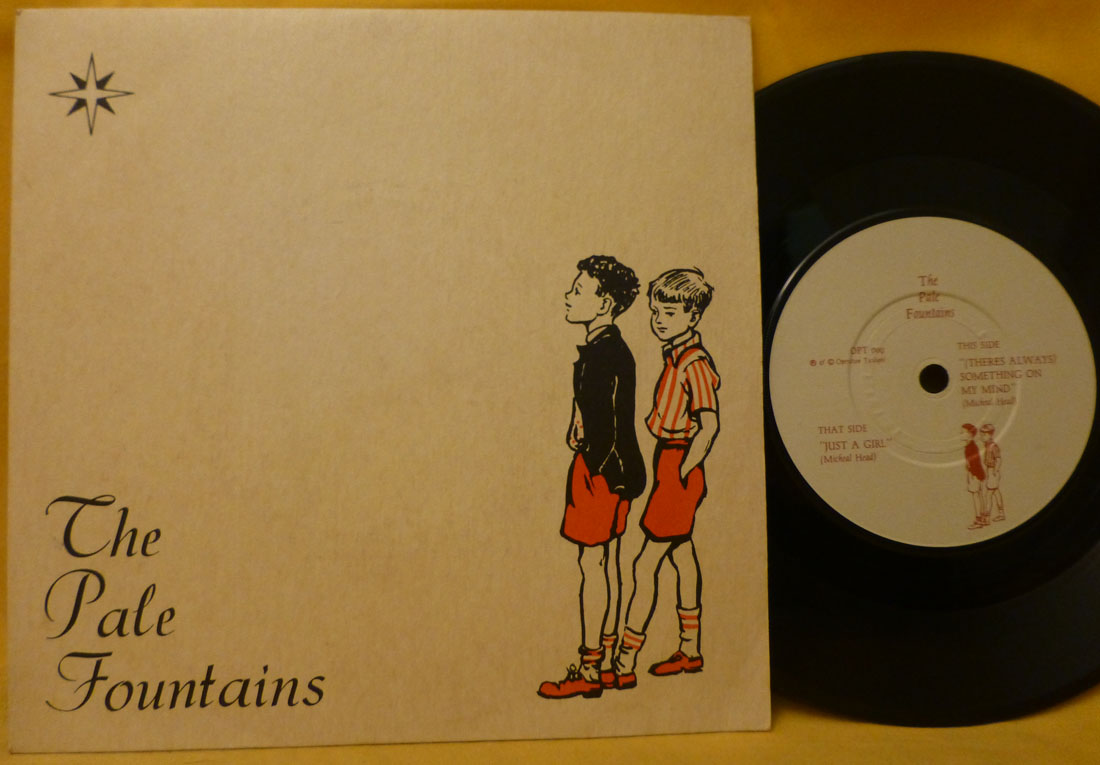 The
Pale
Fountains
The
Pale
Fountains
OPT
THIS SIDE
"(THERES ALWAYS)
SOMETHING ON
MY MIND"
(Micheal Head)
THAT SIDE
"JUST A GIRL"
(Micheal Head)